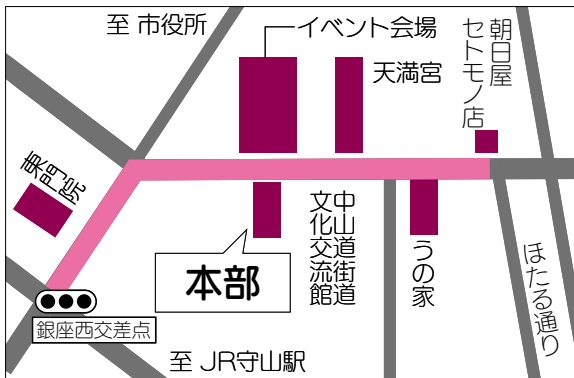 至 市役所
イベント会場
天満宮
朝日屋
セトモノ店
東門院
本部
中山道街道
文化交流館
うの家
ほたる通り
銀座西交差点
至 JR守山駅